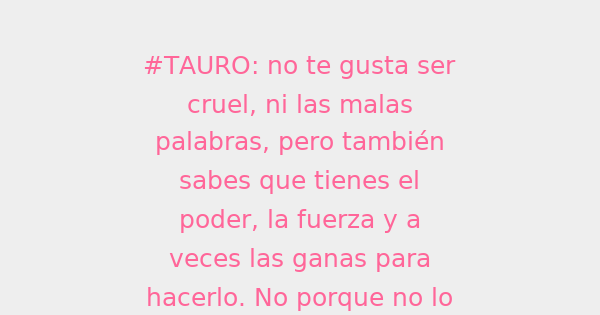 #TAURO: no te gusta ser
cruel, ni las malas
palabras, pero también
sabes que tienes el
poder, la fuerza y a
veces las ganas para
hacerlo. No porque no lo